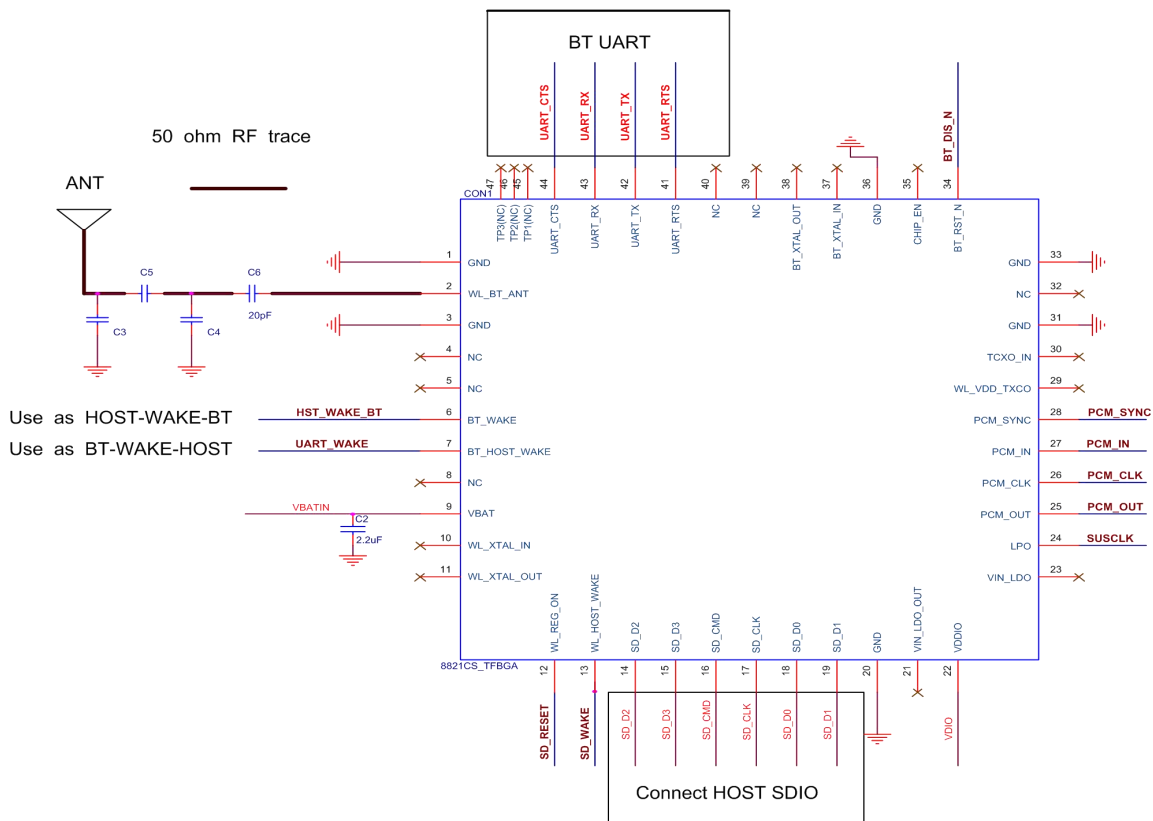 BT UART
UART_CTS
UART_RX
UART_TX
UART_RTS
BT_DIS_N
50 ohm RF trace
ANT
47
46
45
44
43
42
41
40
39
38
37
36
35
34
CON1
TP3(NC)
TP2(NC)
TP1(NC)
UART_CTS
UART_RX
UART_TX
UART_RTS
NC
NC
BT_XTAL_OUT
BT_XTAL_IN
GND
CHIP_EN
BT_RST_N
1 GND
C5
C6
2 WL_BT_ANT
20pF
C3
C4
3 GND
4 NC
5 NC
Use as HOST-WAKE-BT
HST_WAKE_BT
6 BT_WAKE
Use as BT-WAKE-HOST
UART_WAKE
7 BT_HOST_WAKE
8 NC
VBATIN
9 VBAT
C2
2.2uF
10 WL_XTAL_IN
11 WL_XTAL_OUT
GND 33
NC 32
GND 31
TCXO_IN 30
WL_VDD_TXCO 29
PCM_SYNC 28 PCM_SYNC
PCM_IN 27 PCM_IN
PCM_CLK 26 PCM_CLK
PCM_OUT 25 PCM_OUT
LPO 24 SUSCLK
VIN_LDO 23
WL_REG_ON
WL_HOST_WAKE
SD_D2
SD_D3
SD_CMD
SD_CLK
SD_D0
SD_D1
GND
VIN_LDO_OUT
VDDIO
8821CS_TFBGA
12
13
14
15
16
17
18
19
20
21
22
SD_RESET
SD_WAKE
SD_D2
SD_D3
SD_CMD
SD_CLK
SD_D0
SD_D1
VDIO
Connect HOST SDIO